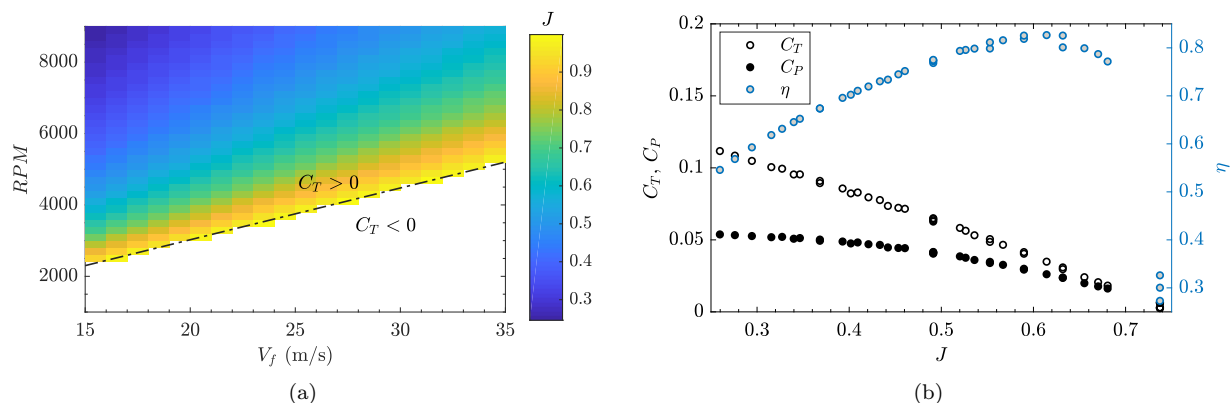 J
RPM
8000
6000
4000
2000
C_T > 0
C_T < 0
15 20 25 30 35
V_f (m/s)
0.9
0.8
0.7
0.6
0.5
0.4
0.3
(a)
C_T, C_P
0.2
0.15
0.1
0.05
0
C_T
C_P
η
0.3 0.4 0.5 0.6 0.7
J
0.8
0.7
0.6
0.5
0.4
0.3
η
(b)